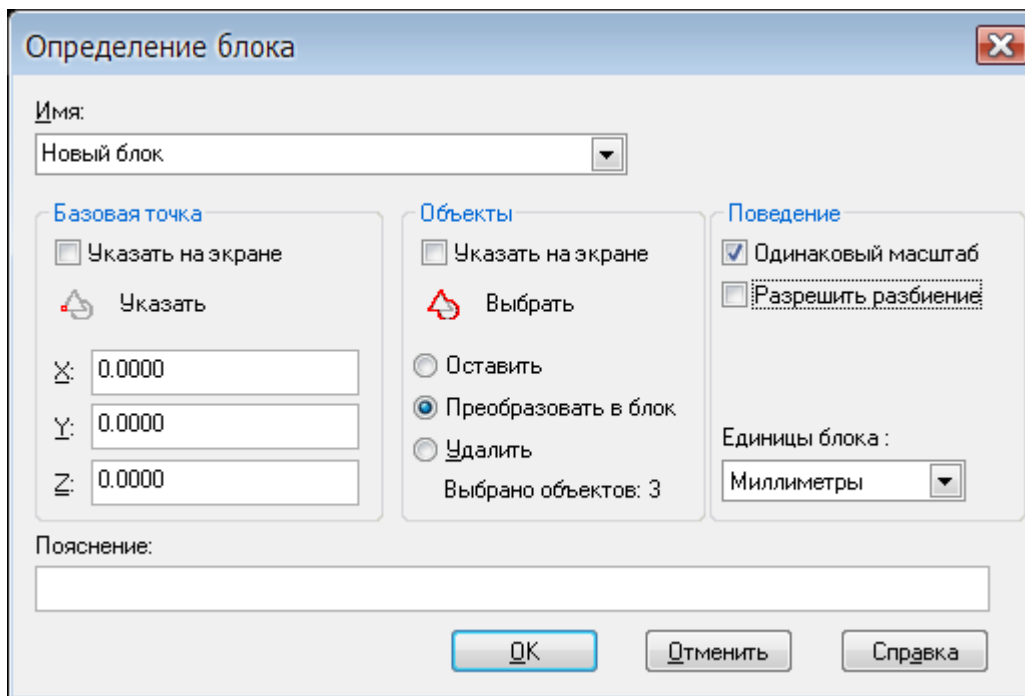 Определение блока
Имя:
Новый блок
Базовая точка
Указать на экране
Указать
X: 0.0000
Y: 0.0000
Z: 0.0000
Объекты
Указать на экране
Выбрать
Оставить
Преобразовать в блок
Удалить
Выбрано объектов: 3
Поведение
Одинаковый масштаб
Разрешить разбиение
Единицы блока :
Миллиметры
Пояснение:
OK
Отменить
Справка